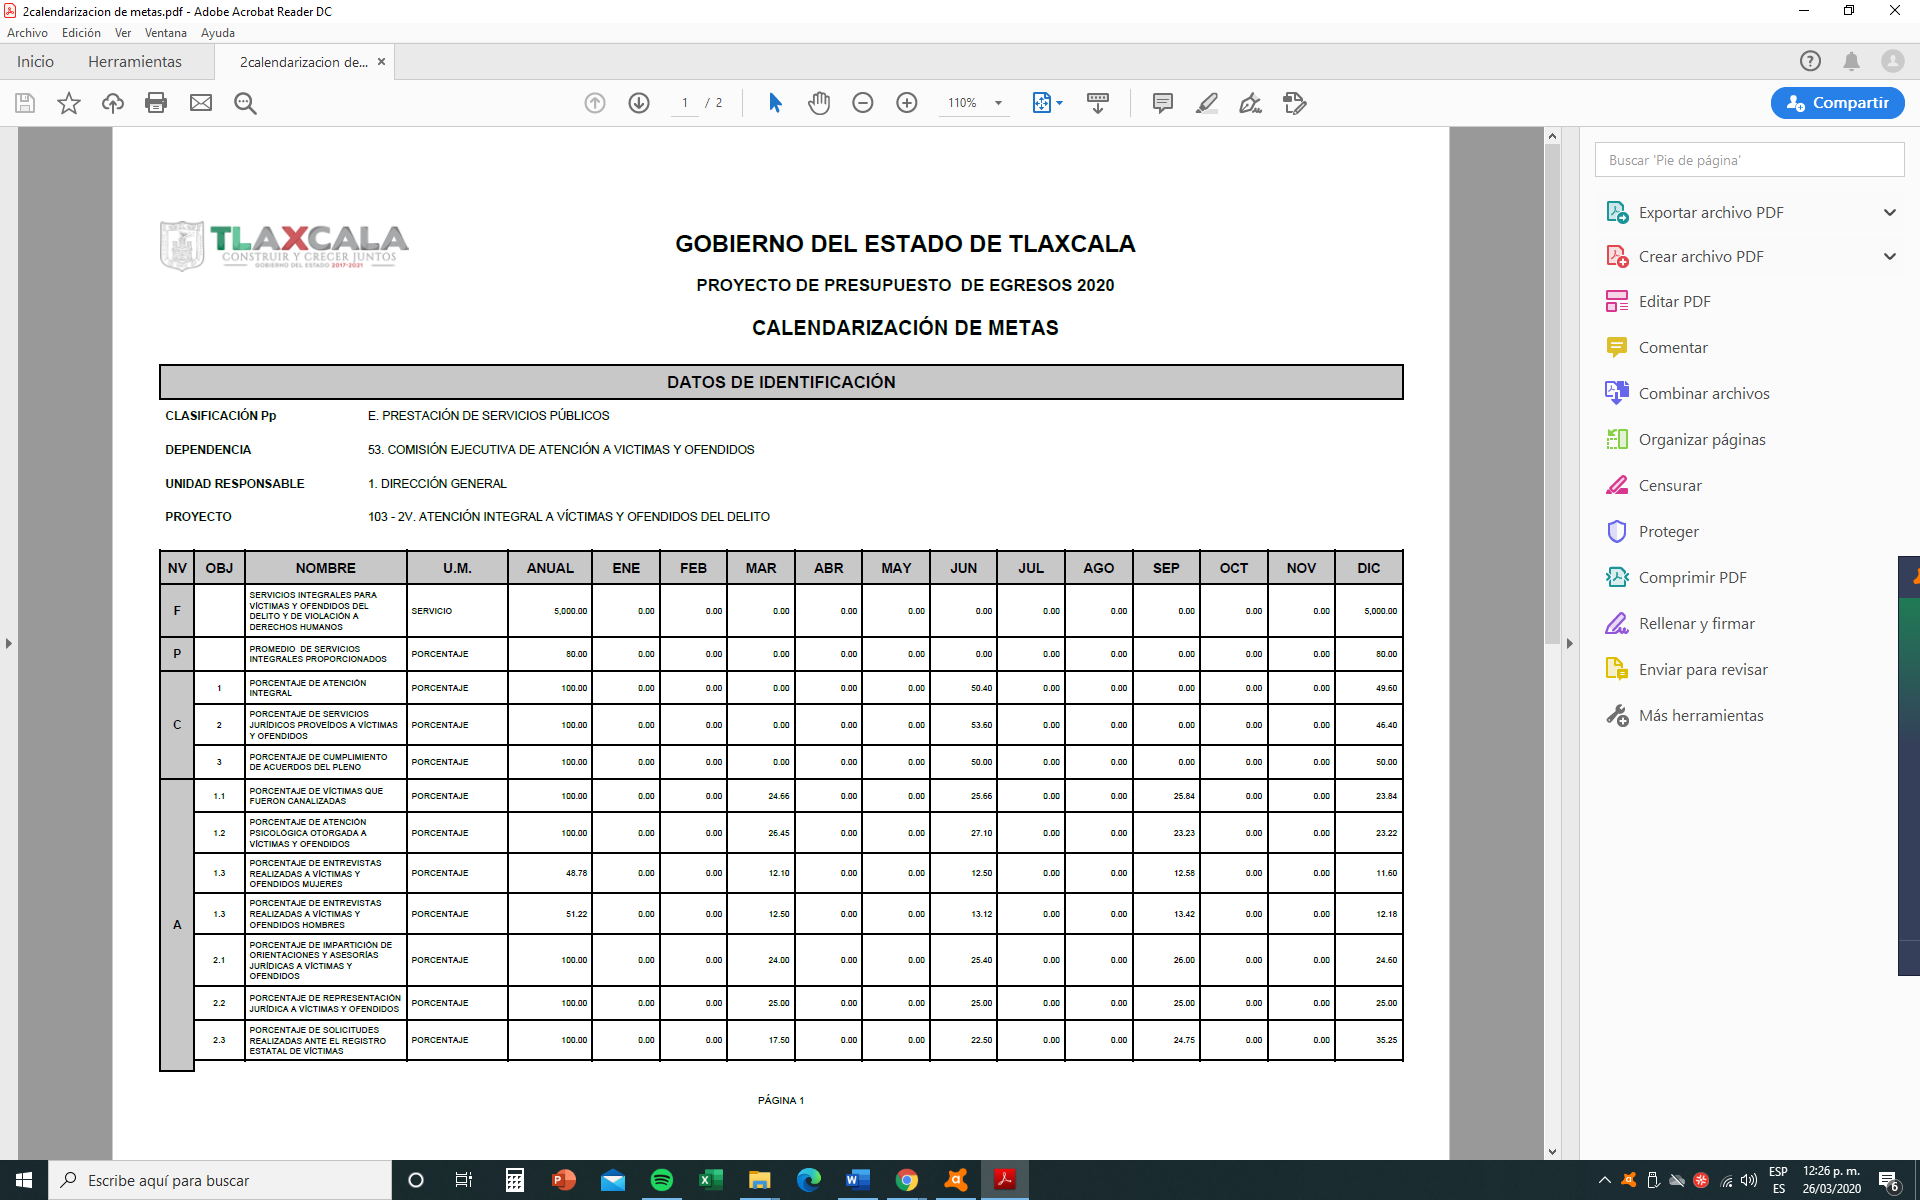 2calendarizacion de metas.pdf - Adobe Acrobat Reader DC
Archivo Edición Ver Ventana Ayuda
Inicio Herramientas 2calendarizacion de... ×
1 / 2 110% Compartir
Buscar 'Pie de página'
Exportar archivo PDF
Crear archivo PDF
Editar PDF
Comentar
Combinar archivos
Organizar páginas
Censurar
Proteger
Comprimir PDF
Rellenar y firmar
Enviar para revisar
Más herramientas
TLAXCALA
CONSTRUIR Y CRECER JUNTOS
GOBIERNO DEL ESTADO 2017-2021
GOBIERNO DEL ESTADO DE TLAXCALA
PROYECTO DE PRESUPUESTO DE EGRESOS 2020
CALENDARIZACIÓN DE METAS
DATOS DE IDENTIFICACIÓN
CLASIFICACIÓN Pp E. PRESTACIÓN DE SERVICIOS PÚBLICOS
DEPENDENCIA 53. COMISIÓN EJECUTIVA DE ATENCIÓN A VICTIMAS Y OFENDIDOS
UNIDAD RESPONSABLE 1. DIRECCIÓN GENERAL
PROYECTO 103 - 2V. ATENCIÓN INTEGRAL A VÍCTIMAS Y OFENDIDOS DEL DELITO
NV OBJ NOMBRE U.M. ANUAL ENE FEB MAR ABR MAY JUN JUL AGO SEP OCT NOV DIC
SERVICIOS INTEGRALES PARA
VÍCTIMAS Y OFENDIDOS DEL
DELITO Y DE VIOLACIÓN A
DERECHOS HUMANOS
F SERVICIO 5,000.00 0.00 0.00 0.00 0.00 0.00 0.00 0.00 0.00 0.00 0.00 0.00 5,000.00
PROMEDIO DE SERVICIOS
INTEGRALES PROPORCIONADOS
P PORCENTAJE 80.00 0.00 0.00 0.00 0.00 0.00 0.00 0.00 0.00 0.00 0.00 0.00 80.00
C
PORCENTAJE DE ATENCIÓN
INTEGRAL
1 PORCENTAJE 100.00 0.00 0.00 0.00 0.00 0.00 50.40 0.00 0.00 0.00 0.00 0.00 49.60
PORCENTAJE DE SERVICIOS
JURÍDICOS PROVEÍDOS A VÍCTIMAS
Y OFENDIDOS
2 PORCENTAJE 100.00 0.00 0.00 0.00 0.00 0.00 53.60 0.00 0.00 0.00 0.00 0.00 46.40
PORCENTAJE DE CUMPLIMIENTO
DE ACUERDOS DEL PLENO
3 PORCENTAJE 100.00 0.00 0.00 0.00 0.00 0.00 50.00 0.00 0.00 0.00 0.00 0.00 50.00
A
PORCENTAJE DE VÍCTIMAS QUE
FUERON CANALIZADAS
1.1 PORCENTAJE 100.00 0.00 0.00 24.66 0.00 0.00 25.66 0.00 0.00 25.84 0.00 0.00 23.84
PORCENTAJE DE ATENCIÓN
PSICOLÓGICA OTORGADA A
VÍCTIMAS Y OFENDIDOS
1.2 PORCENTAJE 100.00 0.00 0.00 26.45 0.00 0.00 27.10 0.00 0.00 23.23 0.00 0.00 23.22
PORCENTAJE DE ENTREVISTAS
REALIZADAS A VÍCTIMAS Y
OFENDIDOS MUJERES
1.3 PORCENTAJE 48.78 0.00 0.00 12.10 0.00 0.00 12.50 0.00 0.00 12.58 0.00 0.00 11.60
PORCENTAJE DE ENTREVISTAS
REALIZADAS A VÍCTIMAS Y
OFENDIDOS HOMBRES
1.3 PORCENTAJE 51.22 0.00 0.00 12.50 0.00 0.00 13.12 0.00 0.00 13.42 0.00 0.00 12.18
PORCENTAJE DE IMPARTICIÓN DE
ORIENTACIONES Y ASESORÍAS
JURÍDICAS A VÍCTIMAS Y
OFENDIDOS
2.1 PORCENTAJE 100.00 0.00 0.00 24.00 0.00 0.00 25.40 0.00 0.00 26.00 0.00 0.00 24.60
PORCENTAJE DE REPRESENTACIÓN
JURÍDICA A VÍCTIMAS Y OFENDIDOS
2.2 PORCENTAJE 100.00 0.00 0.00 25.00 0.00 0.00 25.00 0.00 0.00 25.00 0.00 0.00 25.00
PORCENTAJE DE SOLICITUDES
REALIZADAS ANTE EL REGISTRO
ESTATAL DE VÍCTIMAS
2.3 PORCENTAJE 100.00 0.00 0.00 17.50 0.00 0.00 22.50 0.00 0.00 24.75 0.00 0.00 35.25
PÁGINA 1
Escribe aquí para buscar
ESP
ES
12:26 p. m.
26/03/2020
6